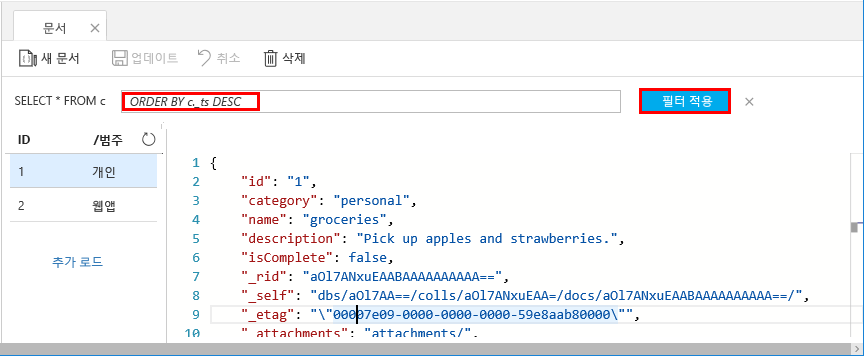 문서 ×
새 문서 업데이트 취소 삭제
SELECT * FROM c ORDER BY c._ts DESC 필터 적용 ×
ID /범주
1 개인
2 웹앱
추가 로드
1 {
2 "id": "1",
3 "category": "personal",
4 "name": "groceries",
5 "description": "Pick up apples and strawberries.",
6 "isComplete": false,
7 "_rid": "aOl7ANxuEAABAAAAAAAAAA==",
8 "_self": "dbs/aOl7AA==/colls/aOl7ANxuEAA=/docs/aOl7ANxuEAABAAAAAAAAAA==/",
9 "_etag": "\"00007e09-0000-0000-0000-59e8aab80000\"",
10 "_attachments": "attachments/",